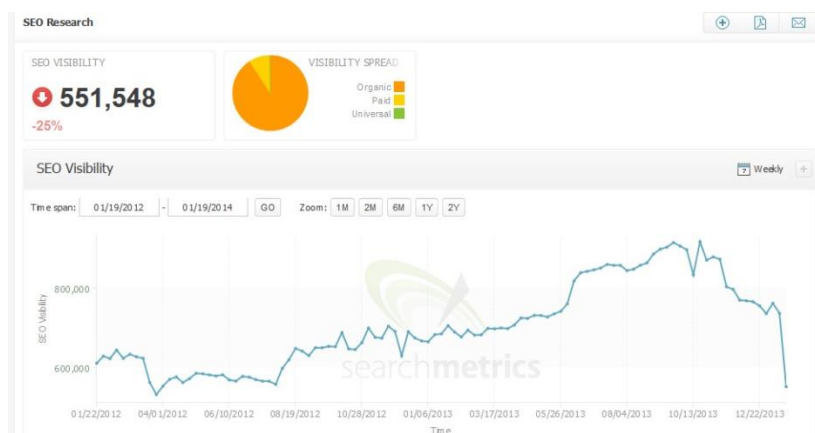 SEO Research
SEO VISIBILITY
551,548
-25%
VISIBILITY SPREAD
Organic
Paid
Universal
SEO Visibility
Weekly
Time span: 01/19/2012 - 01/19/2014 GO Zoom: 1M 2M 6M 1Y 2Y
800,000
600,000
SEO Visibility
searchmetrics
01/22/2012 04/01/2012 06/10/2012 08/19/2012 10/28/2012 01/06/2013 03/17/2013 05/26/2013 08/04/2013 10/13/2013 12/22/2013
Time